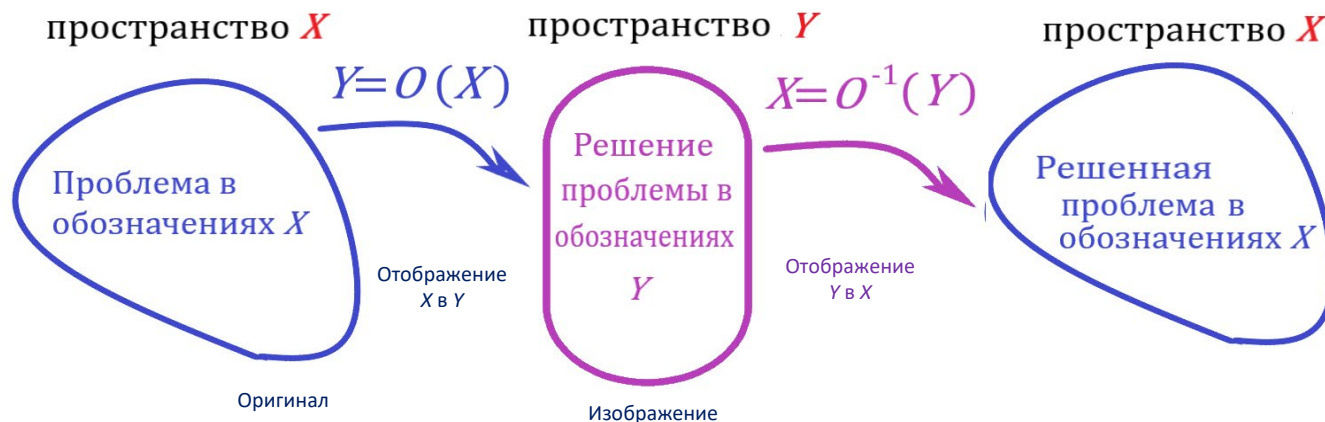 пространство X
Y=O(X)
Проблема в
обозначениях X
Отображение
X в Y
Оригинал
пространство Y
X=O⁻¹(Y)
Решение
проблемы в
обозначениях
Y
Отображение
Y в X
Изображение
пространство X
Решенная
проблема в
обозначениях X